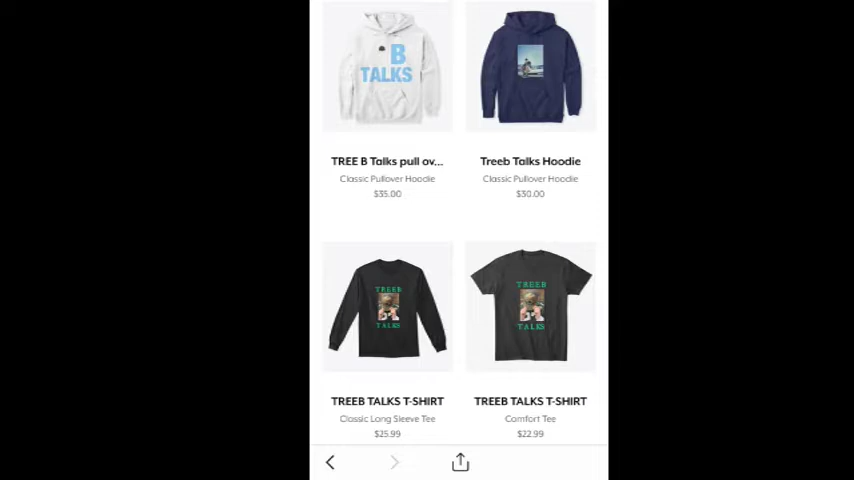 B
TALKS
TREE B Talks pull ov...
Classic Pullover Hoodie
$35.00
Treeb Talks Hoodie
Classic Pullover Hoodie
$30.00
TREEB
TALKS
TREEB TALKS T-SHIRT
Classic Long Sleeve Tee
$25.99
TREEB
TALKS
TREEB TALKS T-SHIRT
Comfort Tee
$22.99